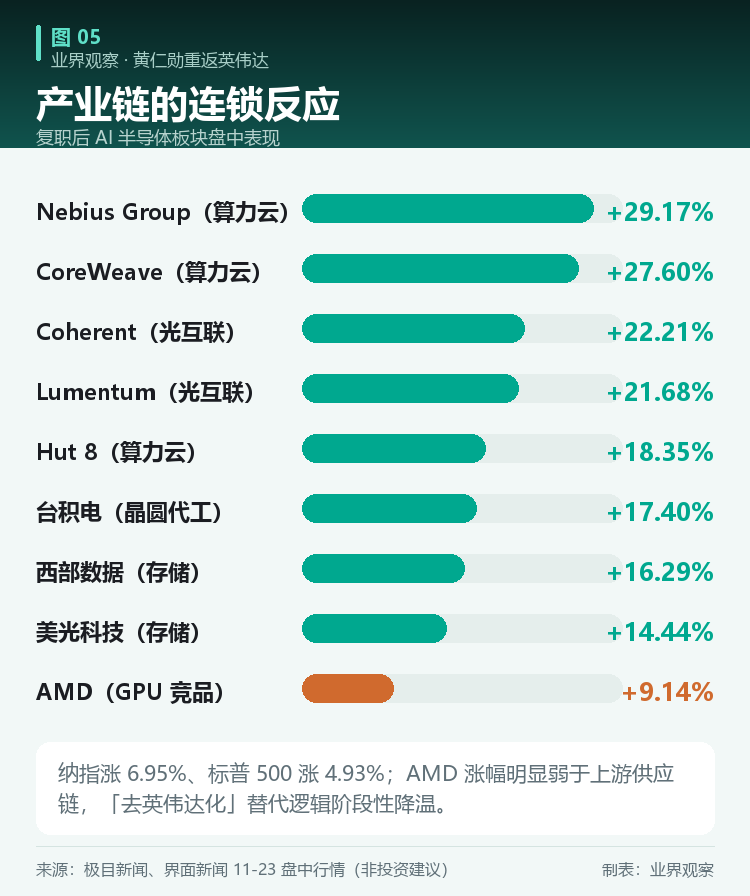 图 05
业界观察 · 黄仁勋重返英伟达
产业链的连锁反应
复职后 AI 半导体板块盘中表现
Nebius Group（算力云） +29.17%
CoreWeave（算力云） +27.60%
Coherent（光互联） +22.21%
Lumentum（光互联） +21.68%
Hut 8（算力云） +18.35%
台积电（晶圆代工） +17.40%
西部数据（存储） +16.29%
美光科技（存储） +14.44%
AMD（GPU 竞品） +9.14%
纳指涨 6.95%、标普 500 涨 4.93%；AMD 涨幅明显弱于上游供应
链，「去英伟达化」替代逻辑阶段性降温。
来源：极目新闻、界面新闻 11-23 盘中行情（非投资建议） 制表：业界观察